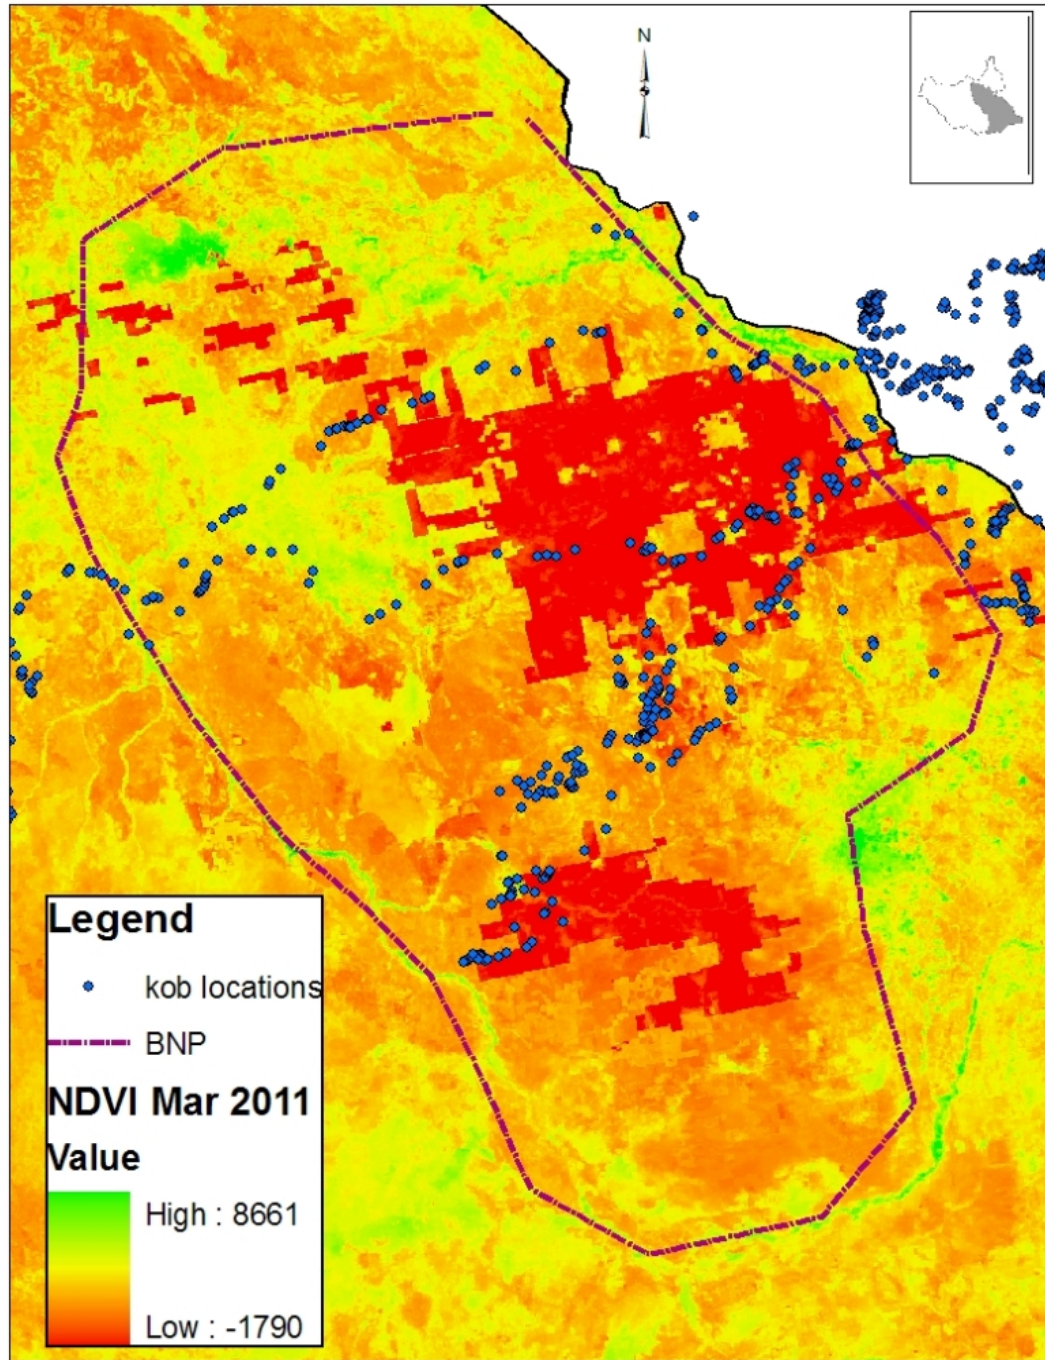 N
Legend
kob locations
BNP
NDVI Mar 2011
Value
High : 8661
Low : -1790